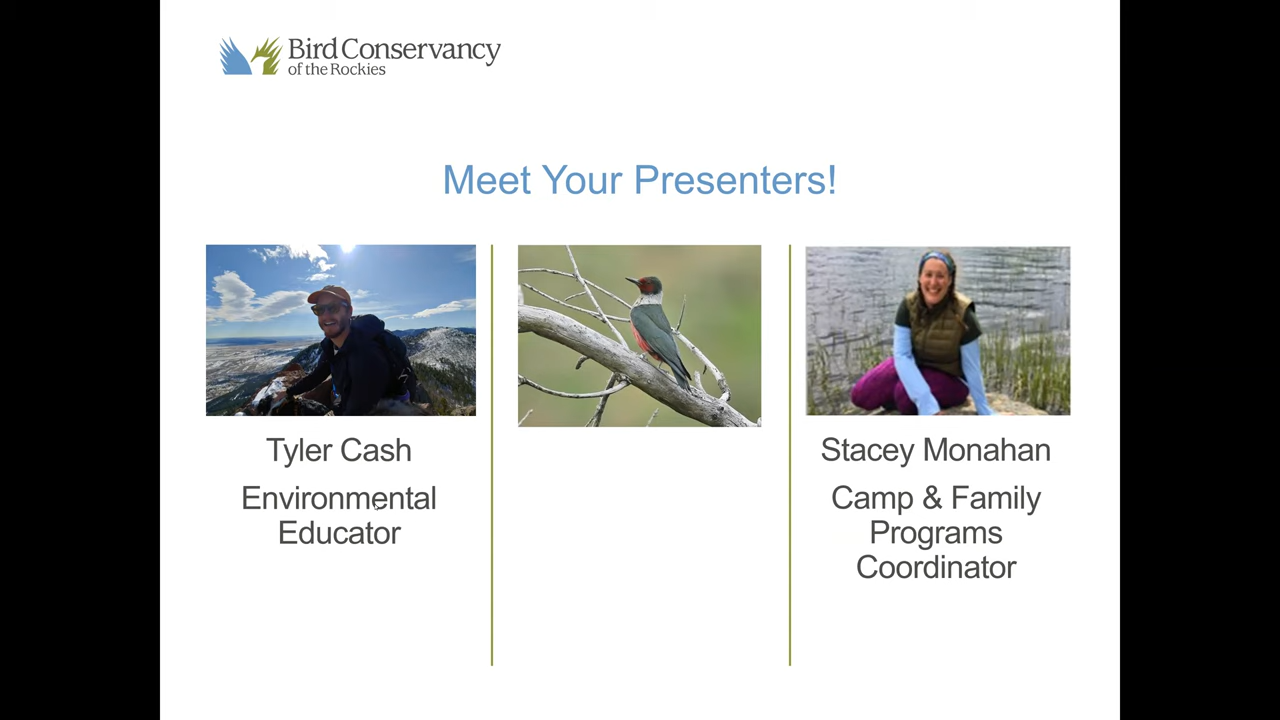 Bird Conservancy
of the Rockies
Meet Your Presenters!
Tyler Cash
Environmental
Educator
Stacey Monahan
Camp & Family
Programs
Coordinator